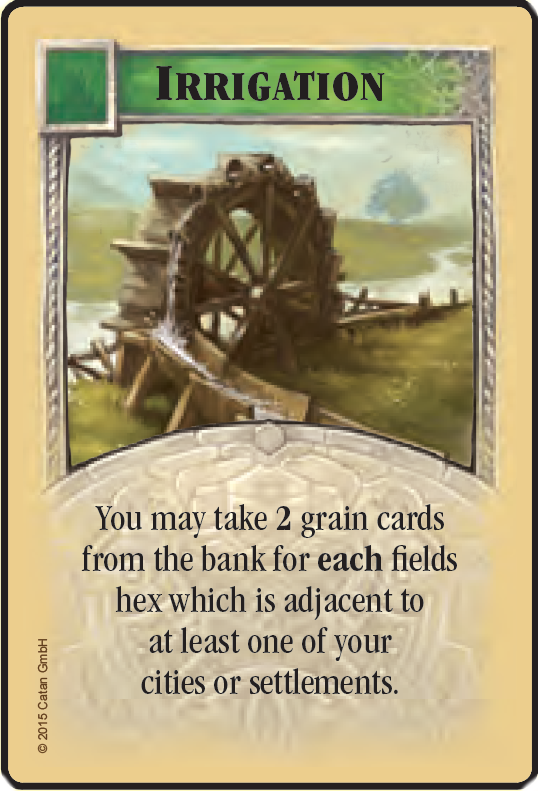 IRRIGATION
You may take 2 grain cards
from the bank for each fields
hex which is adjacent to
at least one of your
cities or settlements.
© 2015 Catan GmbH